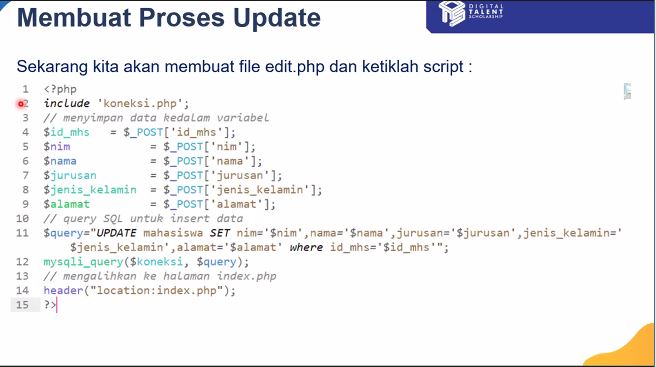 Membuat Proses Update
DIGITAL
TALENT
SCHOLARSHIP
Sekarang kita akan membuat file edit.php dan ketiklah script :
1 <?php
2 include 'koneksi.php';
3 // menyimpan data kedalam variabel
4 $id_mhs = $_POST['id_mhs'];
5 $nim = $_POST['nim'];
6 $nama = $_POST['nama'];
7 $jurusan = $_POST['jurusan'];
8 $jenis_kelamin = $_POST['jenis_kelamin'];
9 $alamat = $_POST['alamat'];
10 // query SQL untuk insert data
11 $query="UPDATE mahasiswa SET nim='$nim',nama='$nama',jurusan='$jurusan',jenis_kelamin='
$jenis_kelamin',alamat='$alamat' where id_mhs='$id_mhs'";
12 mysqli_query($koneksi, $query);
13 // mengalihkan ke halaman index.php
14 header("location:index.php");
15 ?>